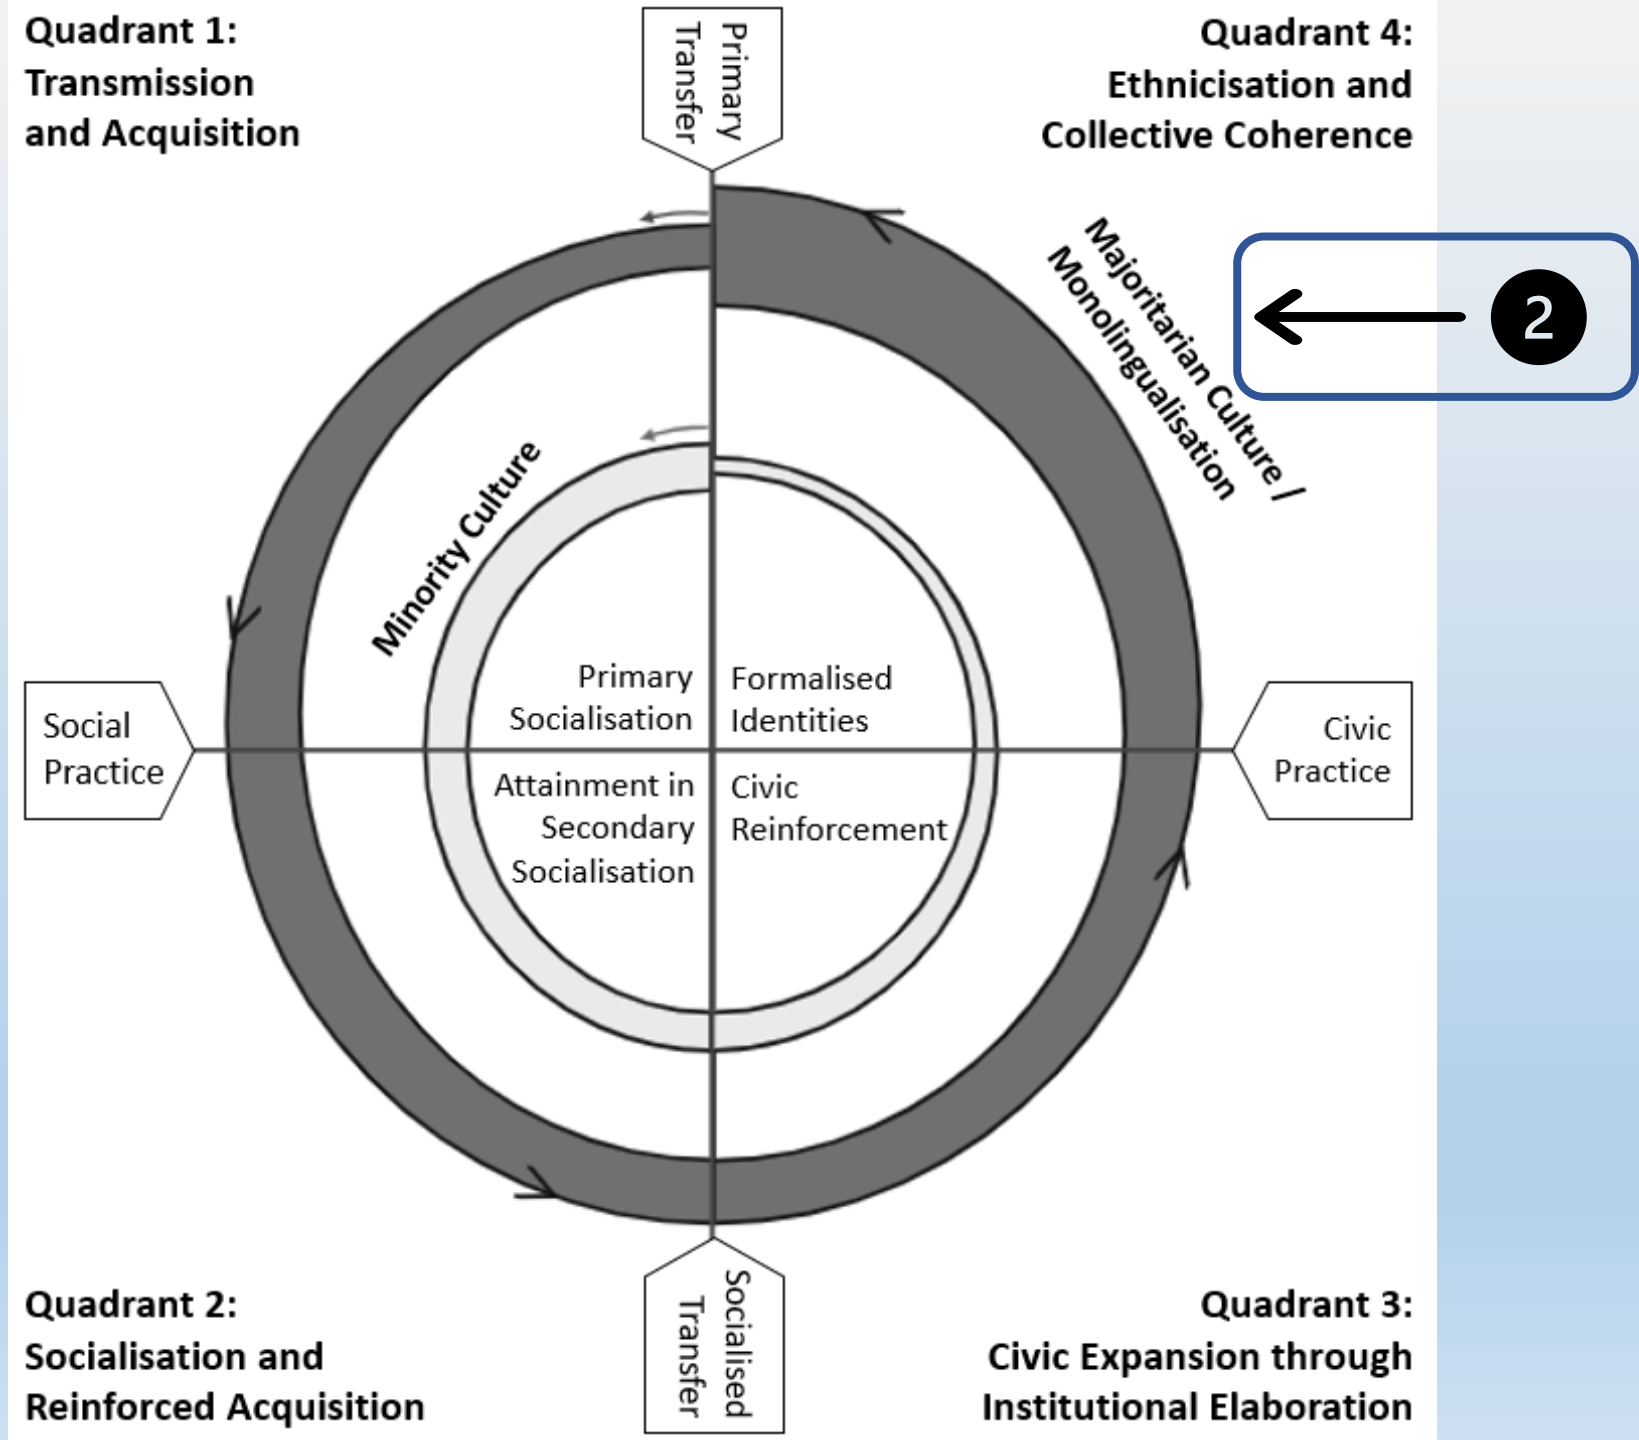 Quadrant 1:
Transmission
and Acquisition
Primary
Transfer
Quadrant 4:
Ethnicisation and
Collective Coherence
Majoritarian Culture /
Monolingualisation
2
Minority Culture
Primary
Socialisation
Formalised
Identities
Social
Practice
Civic
Practice
Attainment in
Secondary
Socialisation
Civic
Reinforcement
Quadrant 2:
Socialisation and
Reinforced Acquisition
Socialised
Transfer
Quadrant 3:
Civic Expansion through
Institutional Elaboration